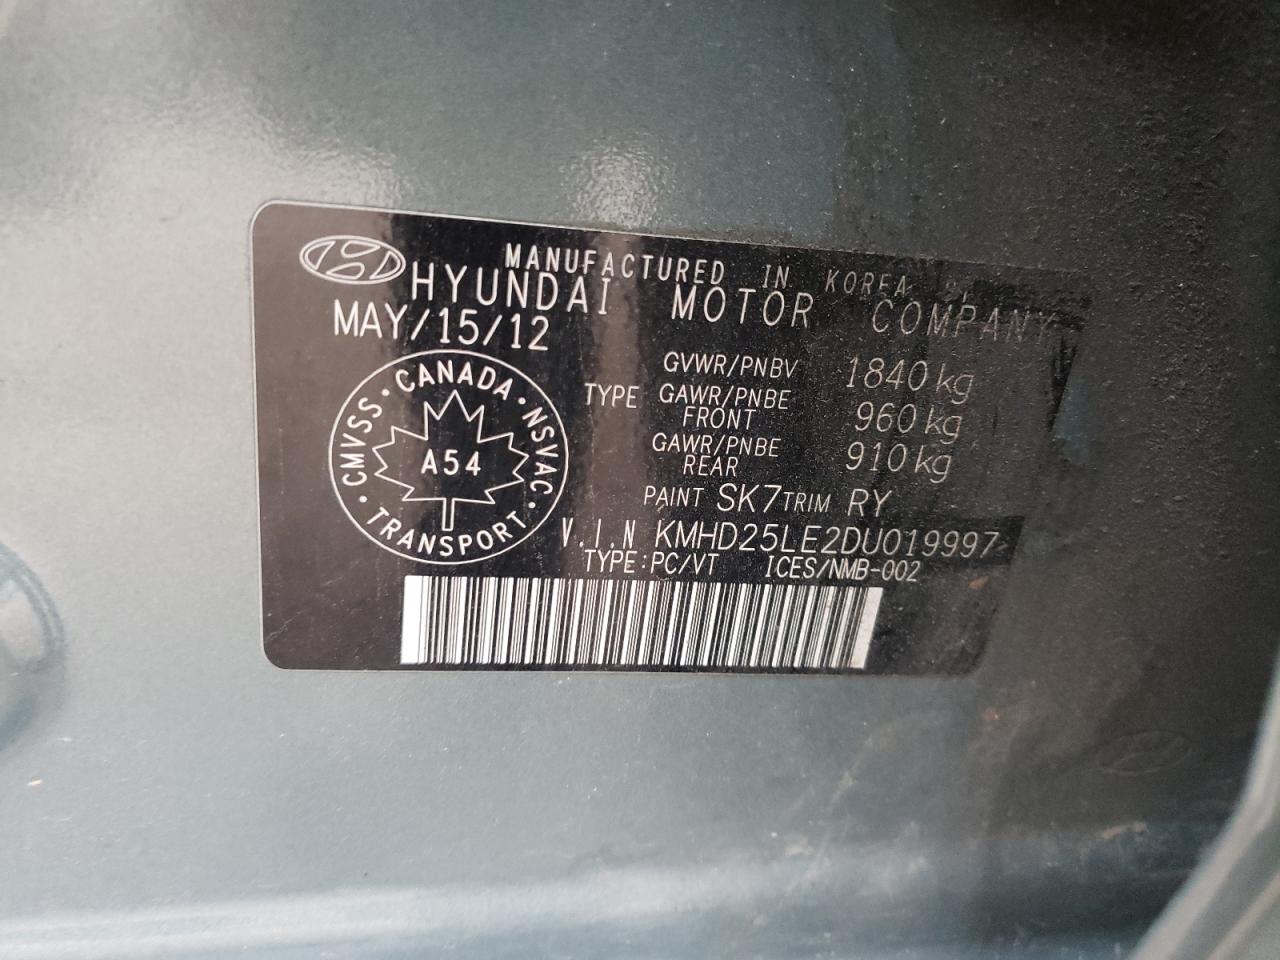 MANUFACTURED IN KOREA BY
HYUNDAI MOTOR COMPANY
MAY/15/12
GVWR/PNBV 1840 kg
TYPE GAWR/PNBE FRONT 960 kg
GAWR/PNBE REAR 910 kg
PAINT SK7 TRIM RY
V.I.N KMHD25LE2DU019997
TYPE:PC/VT ICES/NMB-002
CMVSS • CANADA • NSVAC • TRANSPORT •
A54